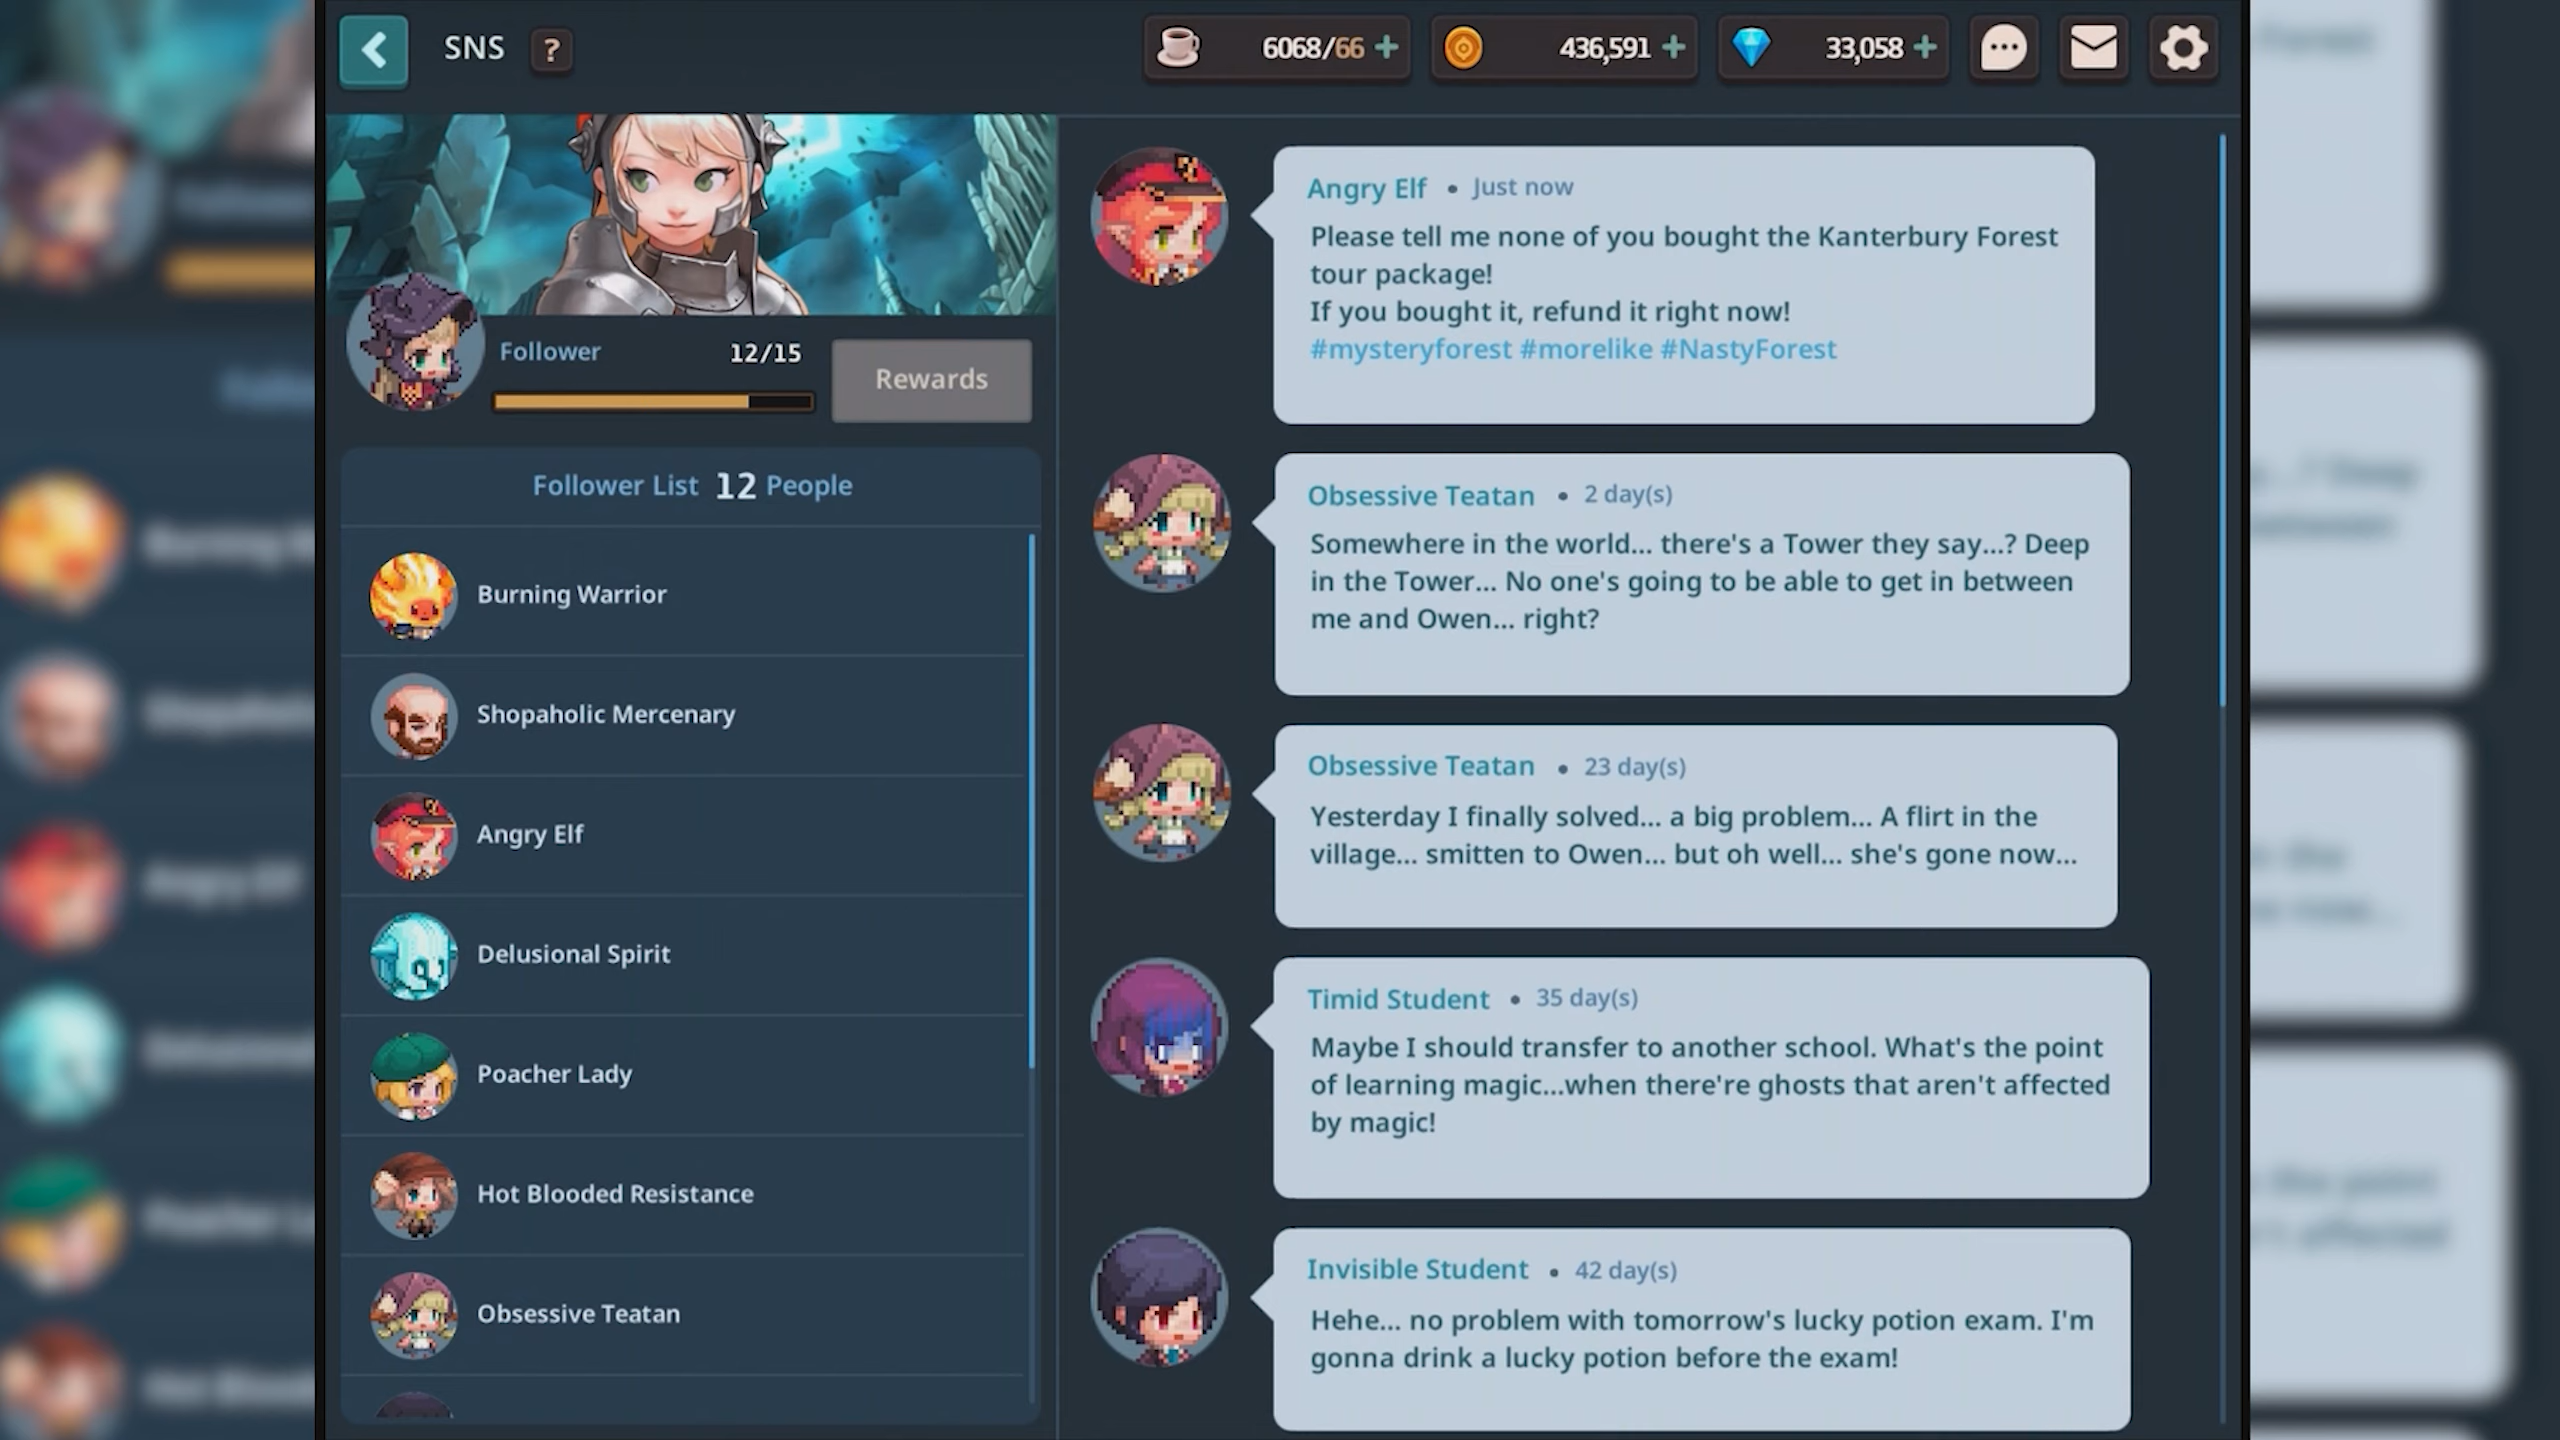 SNS ?
6068/66
436,591
33,058
Follower 12/15
Rewards
Follower List 12 People
Burning Warrior
Shopaholic Mercenary
Angry Elf
Delusional Spirit
Poacher Lady
Hot Blooded Resistance
Obsessive Teatan
Angry Elf • Just now
Please tell me none of you bought the Kanterbury Forest
tour package!
If you bought it, refund it right now!
#mysteryforest #morelike #NastyForest
Obsessive Teatan • 2 day(s)
Somewhere in the world... there's a Tower they say...? Deep
in the Tower... No one's going to be able to get in between
me and Owen... right?
Obsessive Teatan • 23 day(s)
Yesterday I finally solved... a big problem... A flirt in the
village... smitten to Owen... but oh well... she's gone now...
Timid Student • 35 day(s)
Maybe I should transfer to another school. What's the point
of learning magic...when there're ghosts that aren't affected
by magic!
Invisible Student • 42 day(s)
Hehe... no problem with tomorrow's lucky potion exam. I'm
gonna drink a lucky potion before the exam!